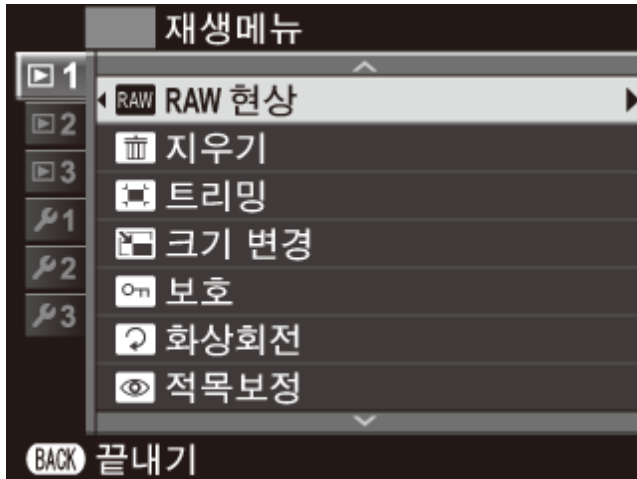 재생메뉴
1
RAW RAW 현상
2
지우기
3
트리밍
1
크기 변경
2
보호
3
화상회전
적목보정
BACK 끝내기